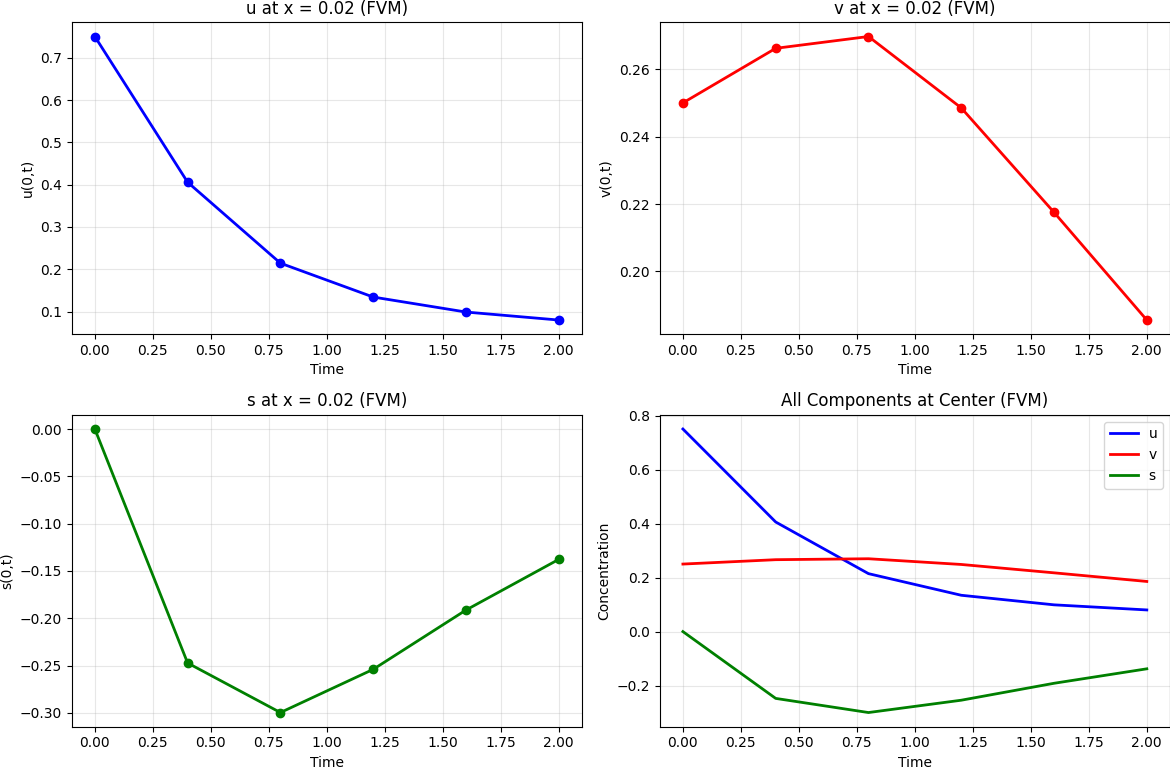 u at x = 0.02 (FVM)
0.7
0.6
0.5
0.4
0.3
0.2
0.1
u(0,t)
0.00 0.25 0.50 0.75 1.00 1.25 1.50 1.75 2.00
Time
v at x = 0.02 (FVM)
0.26
0.24
0.22
0.20
v(0,t)
0.00 0.25 0.50 0.75 1.00 1.25 1.50 1.75 2.00
Time
s at x = 0.02 (FVM)
0.00
−0.05
−0.10
−0.15
−0.20
−0.25
−0.30
s(0,t)
0.00 0.25 0.50 0.75 1.00 1.25 1.50 1.75 2.00
Time
All Components at Center (FVM)
0.8
0.6
0.4
0.2
0.0
−0.2
Concentration
u
v
s
0.00 0.25 0.50 0.75 1.00 1.25 1.50 1.75 2.00
Time